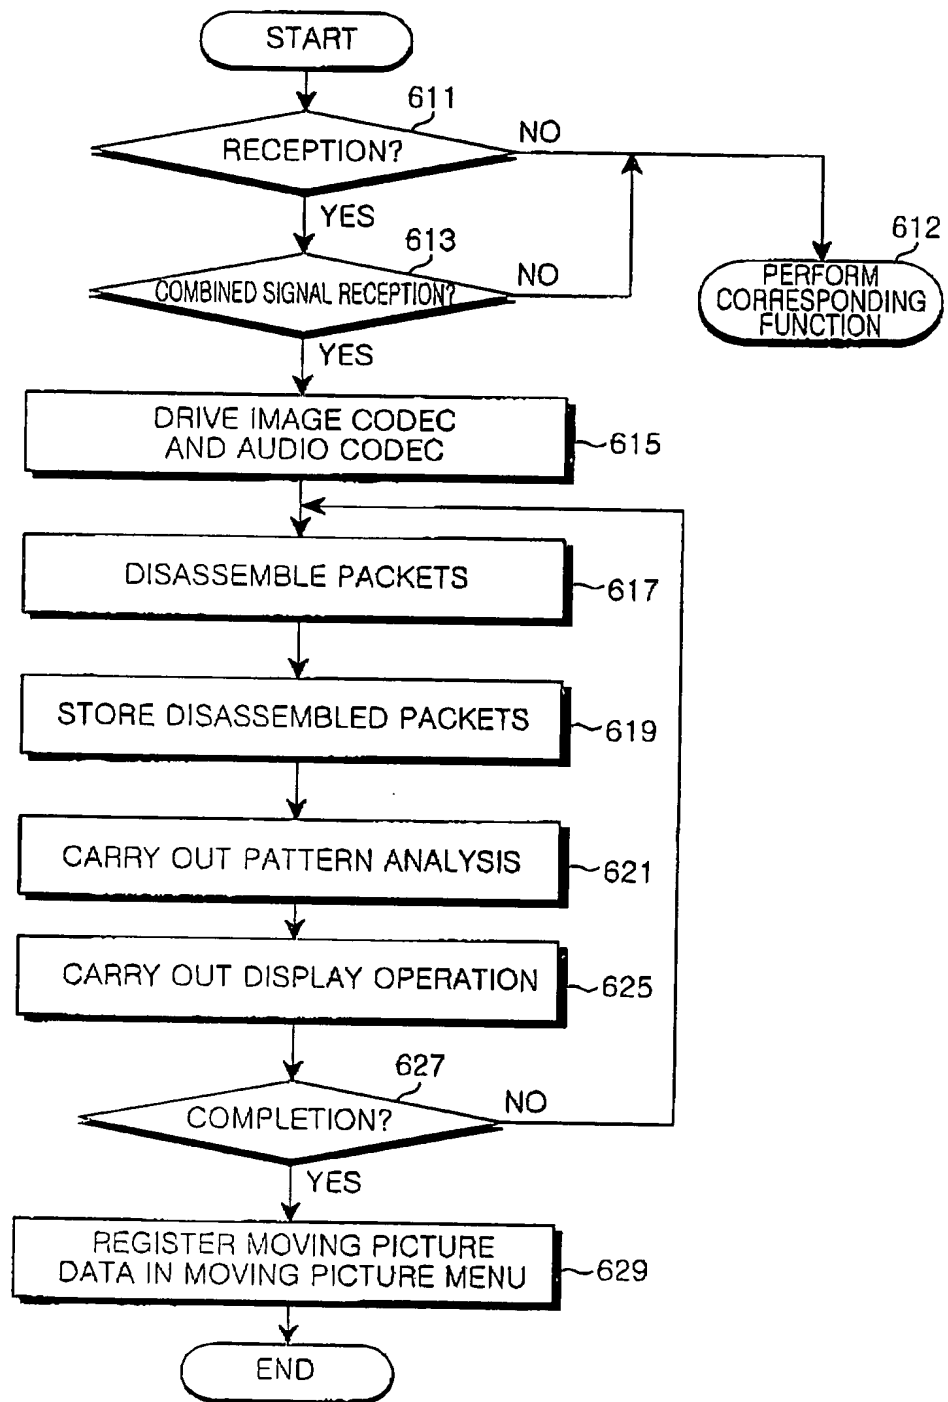 START
611
RECEPTION?
NO
YES
613
COMBINED SIGNAL RECEPTION?
NO
612
PERFORM
CORRESPONDING
FUNCTION
YES
DRIVE IMAGE CODEC
AND AUDIO CODEC
615
DISASSEMBLE PACKETS
617
STORE DISASSEMBLED PACKETS
619
CARRY OUT PATTERN ANALYSIS
621
CARRY OUT DISPLAY OPERATION
625
627
COMPLETION?
NO
YES
REGISTER MOVING PICTURE
DATA IN MOVING PICTURE MENU
629
END